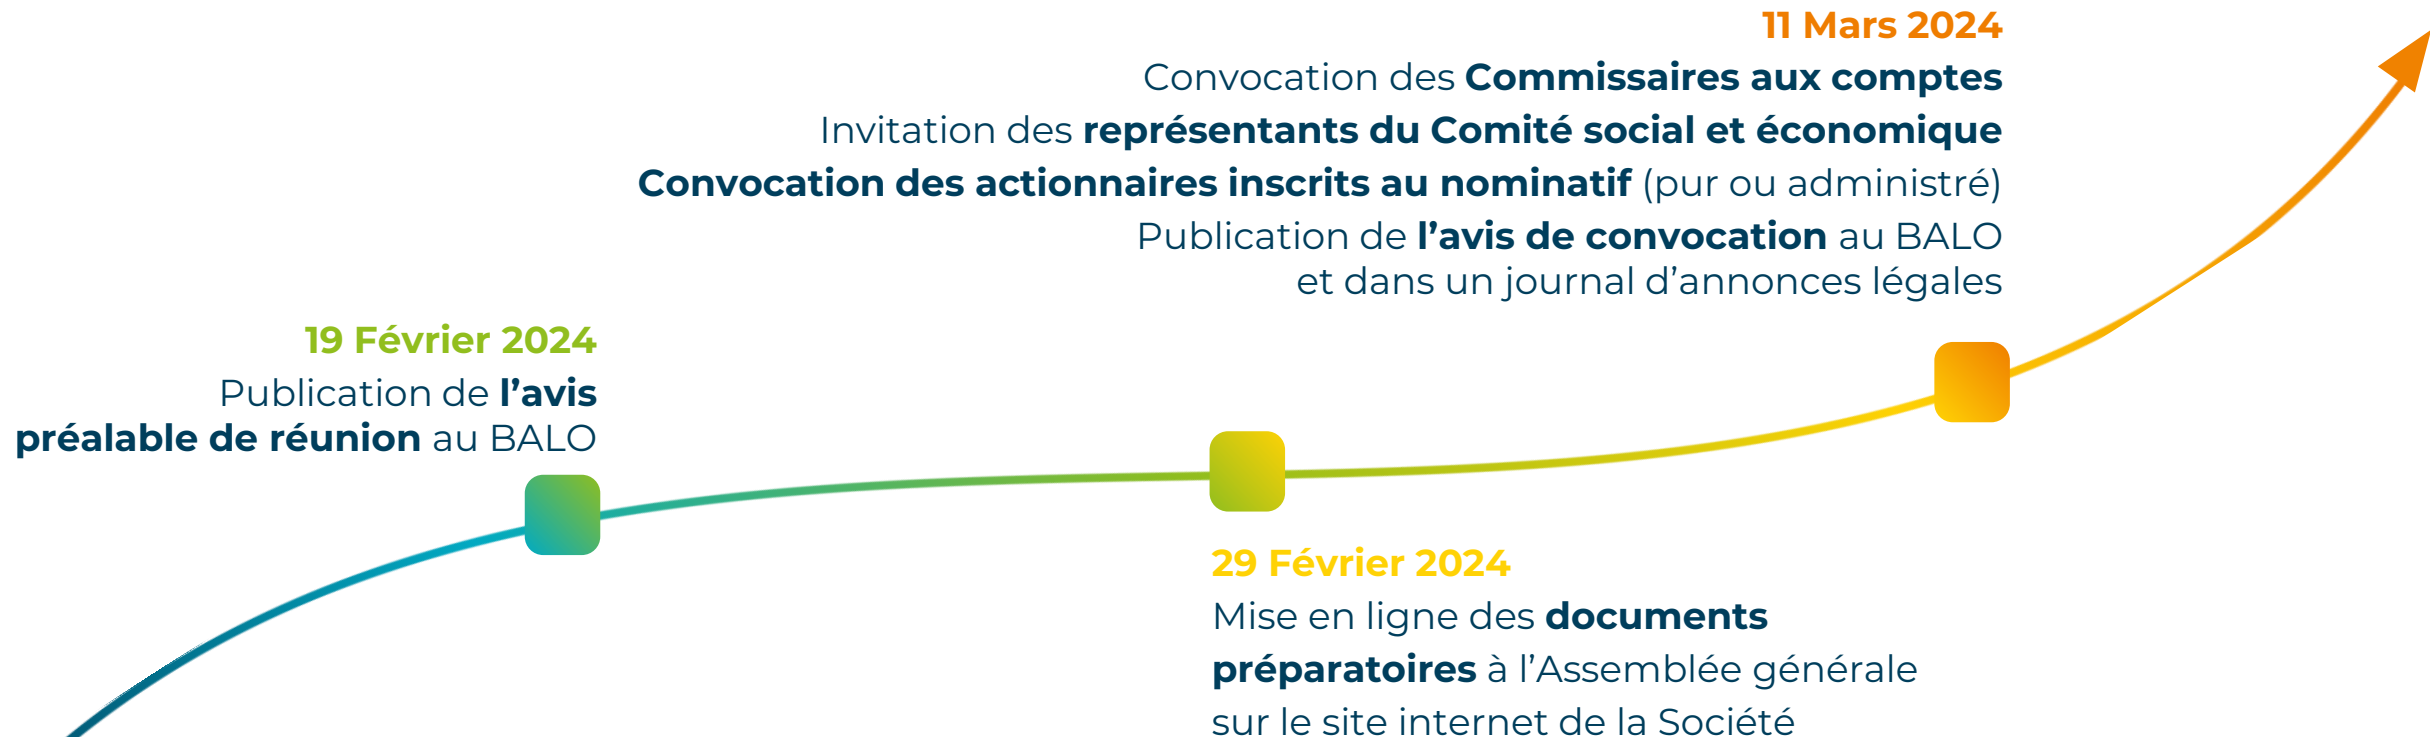 11 Mars 2024
Convocation des Commissaires aux comptes
Invitation des représentants du Comité social et économique
Convocation des actionnaires inscrits au nominatif (pur ou administré)
Publication de l’avis de convocation au BALO
et dans un journal d’annonces légales
19 Février 2024
Publication de l’avis
préalable de réunion au BALO
29 Février 2024
Mise en ligne des documents
préparatoires à l’Assemblée générale
sur le site internet de la Société